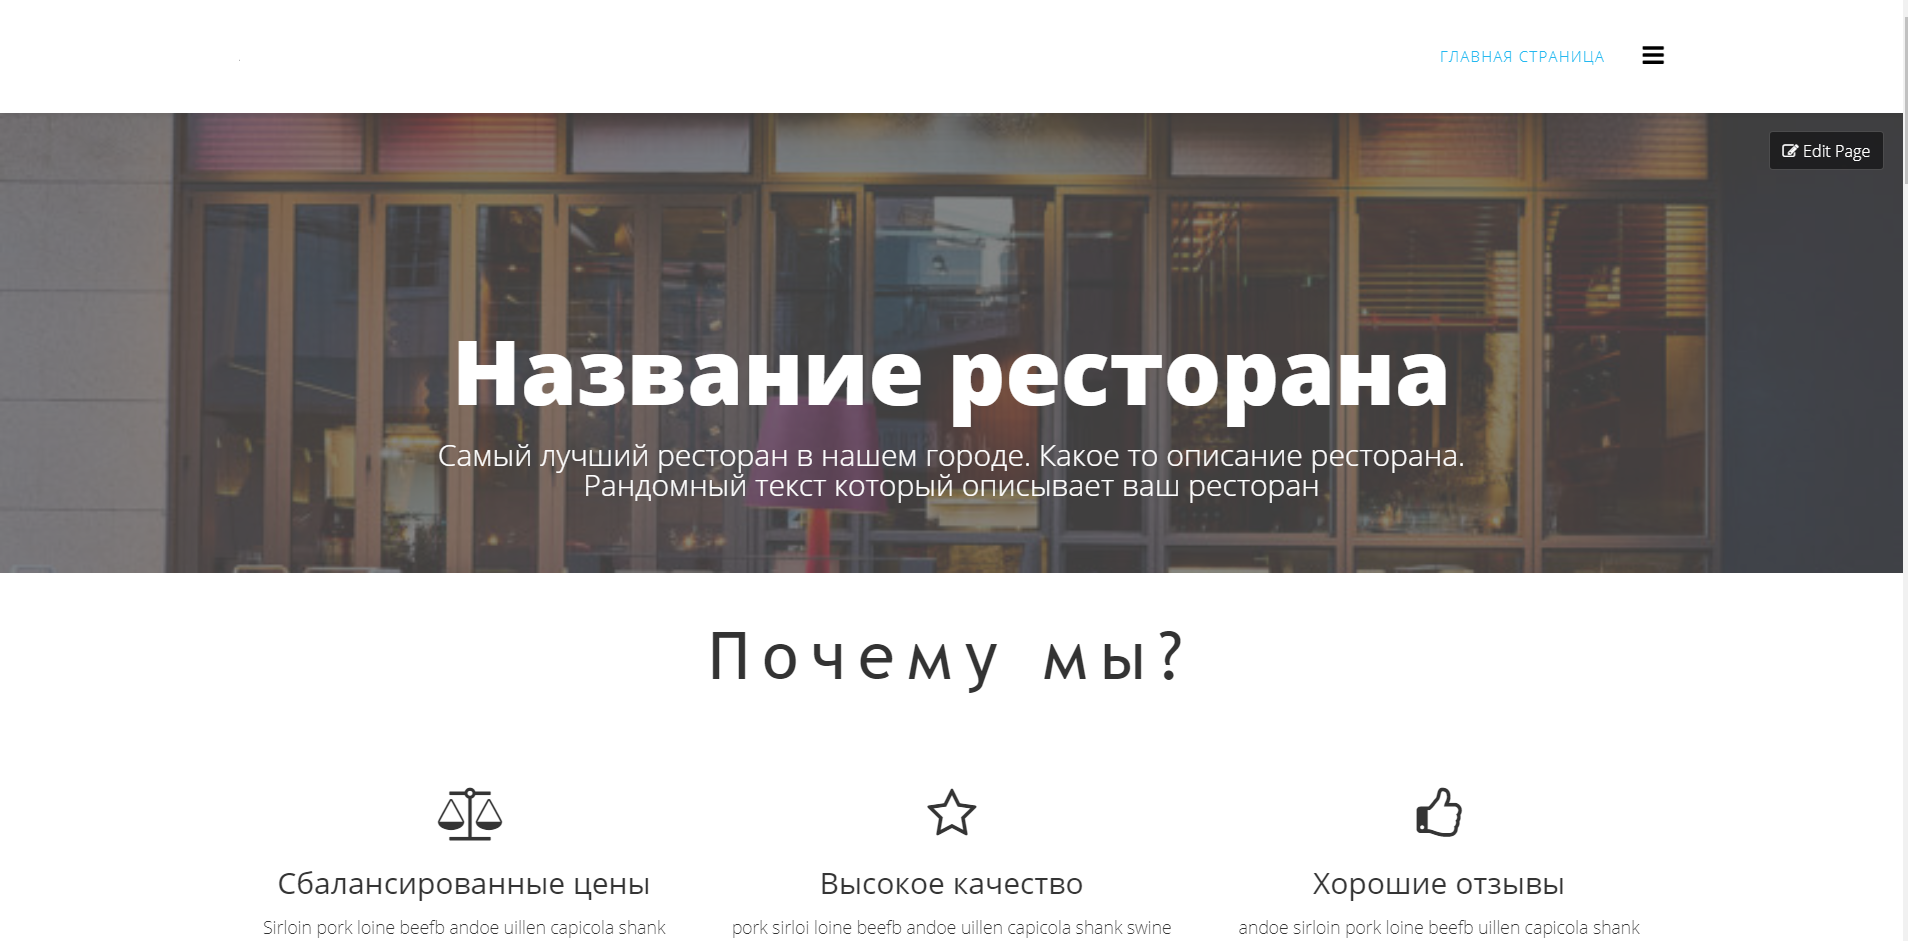 ГЛАВНАЯ СТРАНИЦА
Edit Page
Название ресторана
Самый лучший ресторан в нашем городе. Какое то описание ресторана.
Рандомный текст который описывает ваш ресторан
Почему мы?
Сбалансированные цены
Высокое качество
Хорошие отзывы
Sirloin pork loine beefb andoe uillen capicola shank
pork sirloi loine beefb andoe uillen capicola shank swine
andoe sirloin pork loine beefb uillen capicola shank